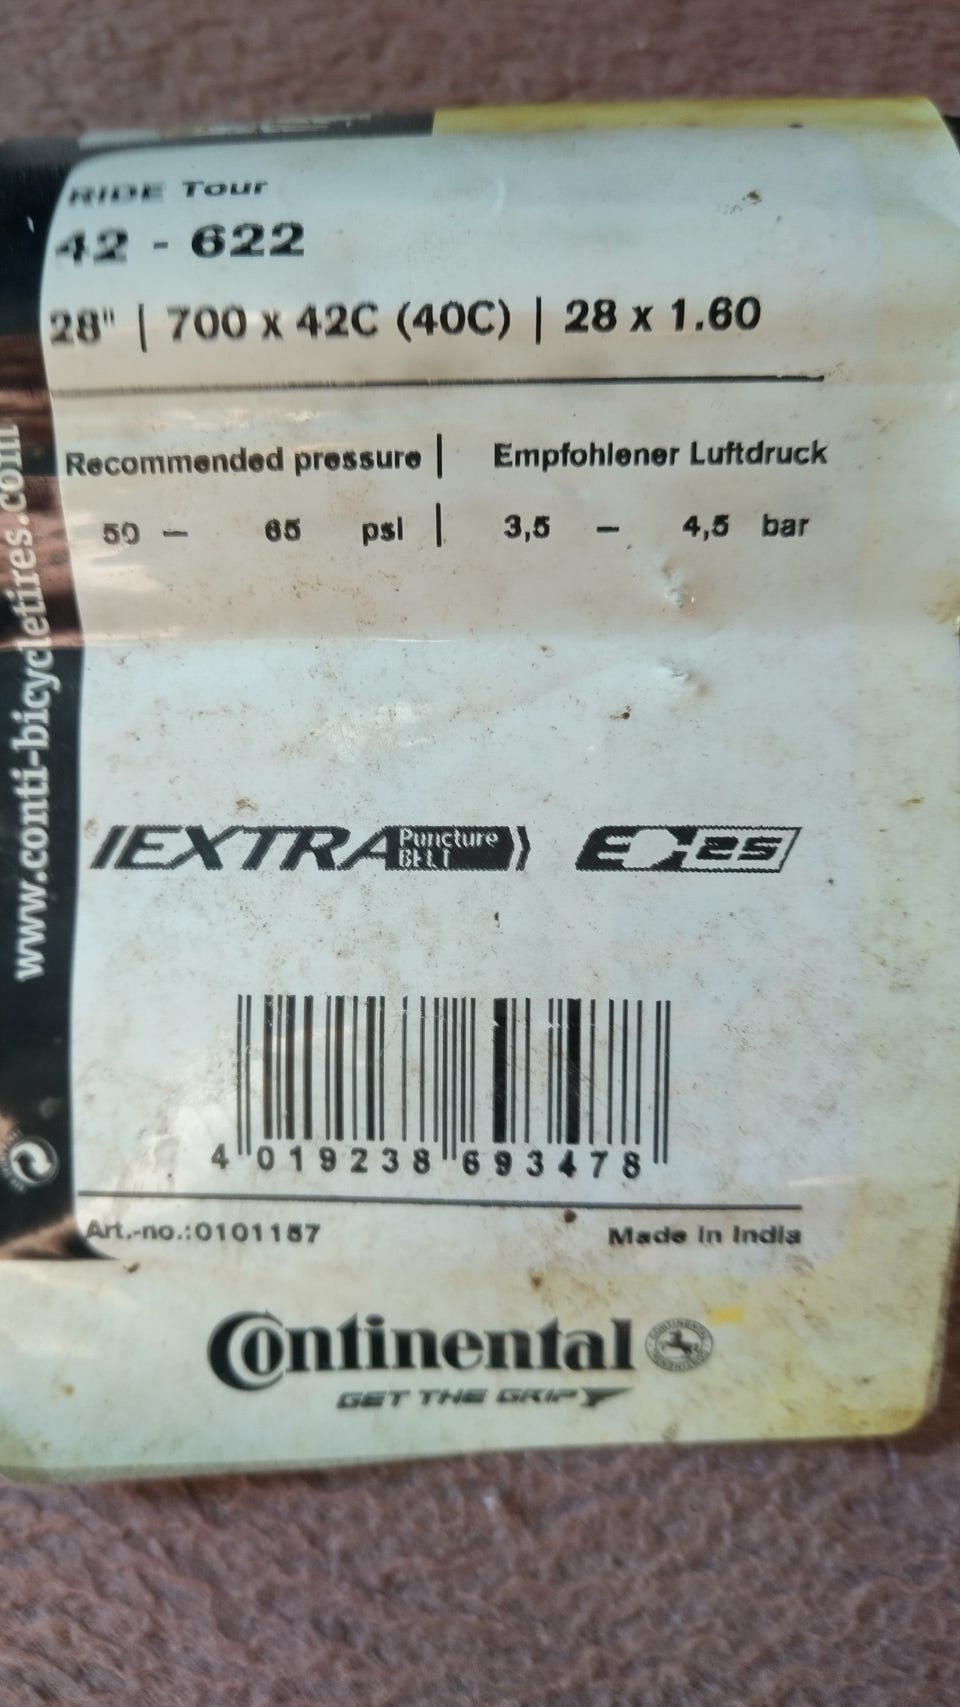 RIDE Tour
42 - 622
28" | 700 x 42C (40C) | 28 x 1.60
Recommended pressure | Empfohlener Luftdruck
50 - 65 psi | 3,5 - 4,5 bar
www.conti-bicycletires.com
EXTRA Puncture BELT
E 25
4 019238 693478
Art.-no.:0101157
Made in India
Continental
GET THE GRIP